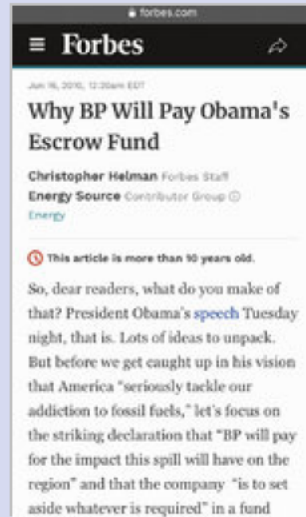 forbes.com
Forbes
Jun 16, 2010, 12:20am EDT
Why BP Will Pay Obama's
Escrow Fund
Christopher Helman Forbes Staff
Energy Source Contributor Group
Energy
This article is more than 10 years old.
So, dear readers, what do you make of
that? President Obama's speech Tuesday
night, that is. Lots of ideas to unpack.
But before we get caught up in his vision
that America "seriously tackle our
addiction to fossil fuels," let's focus on
the striking declaration that "BP will pay
for the impact this spill will have on the
region" and that the company "is to set
aside whatever is required" in a fund